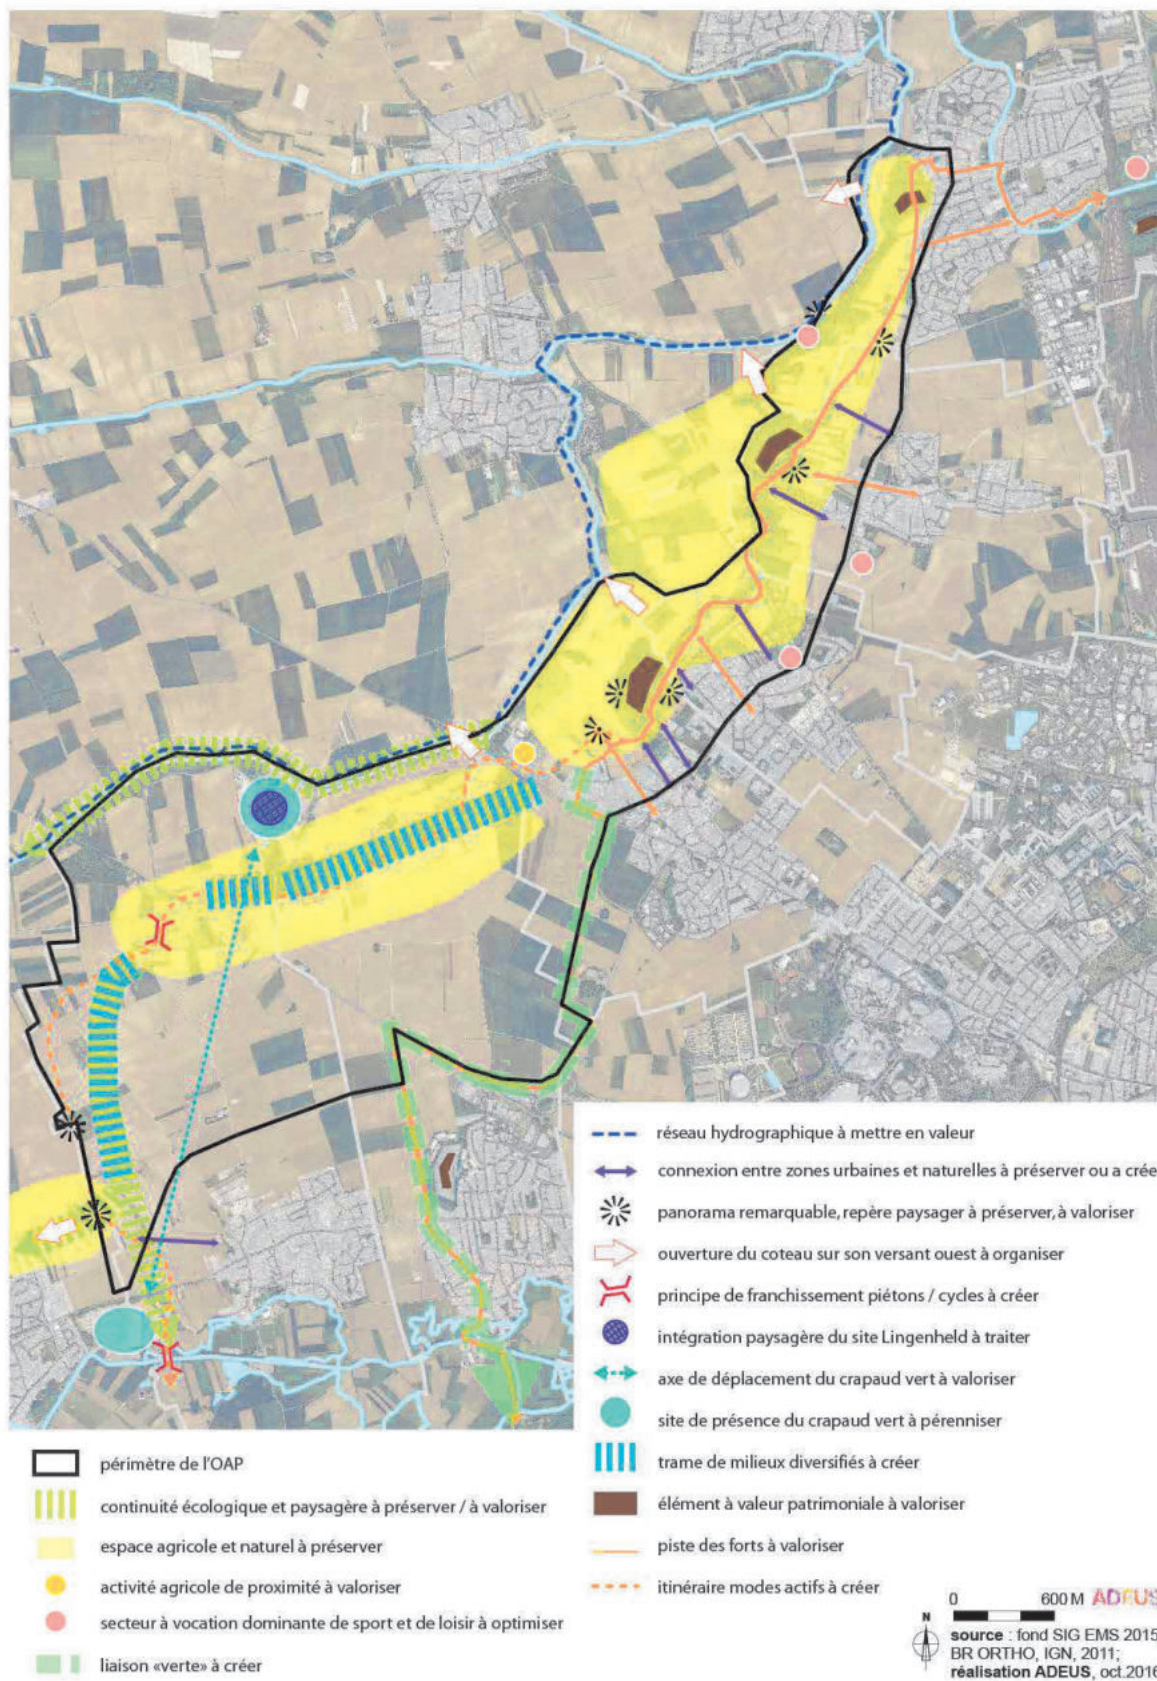 réseau hydrographique à mettre en valeur
connexion entre zones urbaines et naturelles à préserver ou a crée
panorama remarquable, repère paysager à préserver, à valoriser
ouverture du coteau sur son versant ouest à organiser
principe de franchissement piétons / cycles à créer
intégration paysagère du site Lingenheld à traiter
axe de déplacement du crapaud vert à valoriser
site de présence du crapaud vert à pérenniser
trame de milieux diversifiés à créer
élément à valeur patrimoniale à valoriser
piste des forts à valoriser
itinéraire modes actifs à créer
périmètre de l'OAP
continuité écologique et paysagère à préserver / à valoriser
espace agricole et naturel à préserver
activité agricole de proximité à valoriser
secteur à vocation dominante de sport et de loisir à optimiser
liaison «verte» à créer
0 600 M ADEUS
N
source : fond SIG EMS 2015
BR ORTHO, IGN, 2011;
réalisation ADEUS, oct.2016